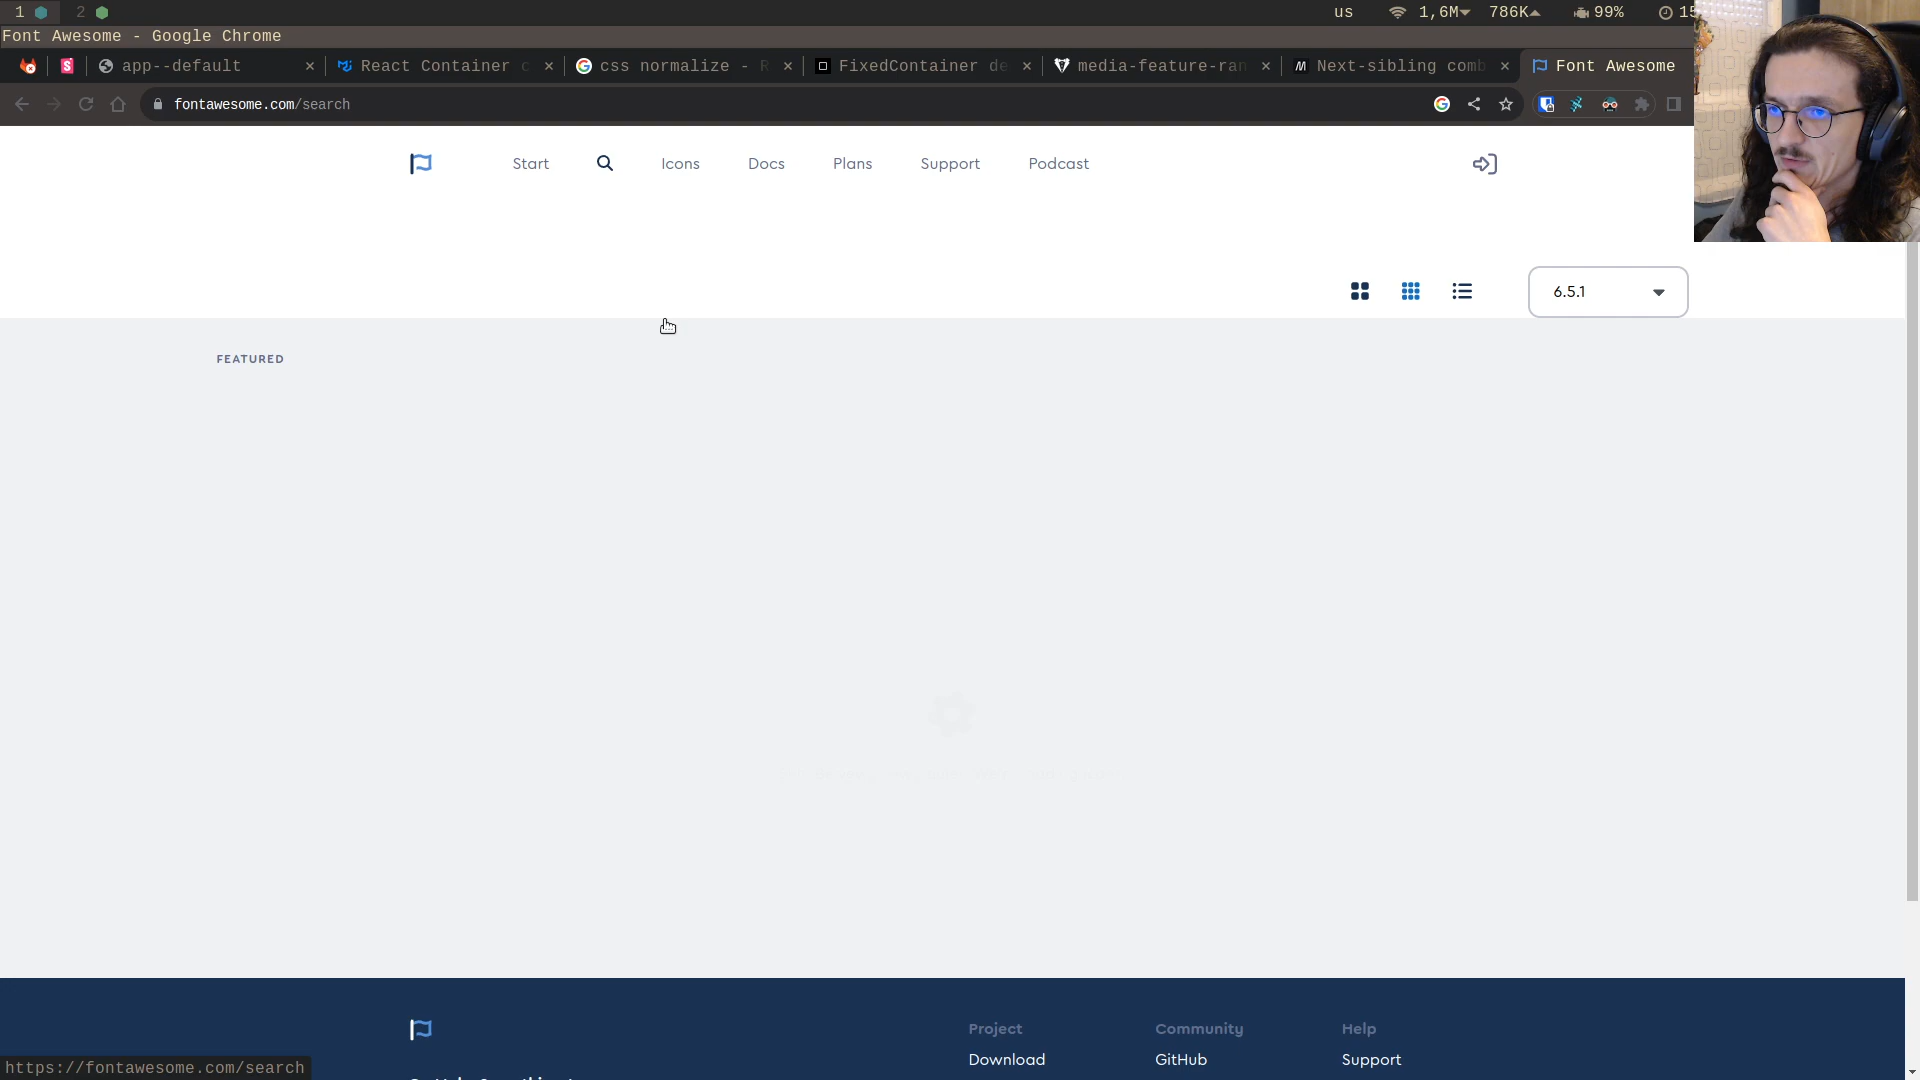 1 2 us 1,6M 786K 99% 15
Font Awesome - Google Chrome
app--default React Container css normalize - FixedContainer de media-feature-ran Next-sibling comb Font Awesome
fontawesome.com/search
Start Icons Docs Plans Support Podcast
6.5.1
FEATURED
Project Community Help
Download GitHub Support
https://fontawesome.com/search